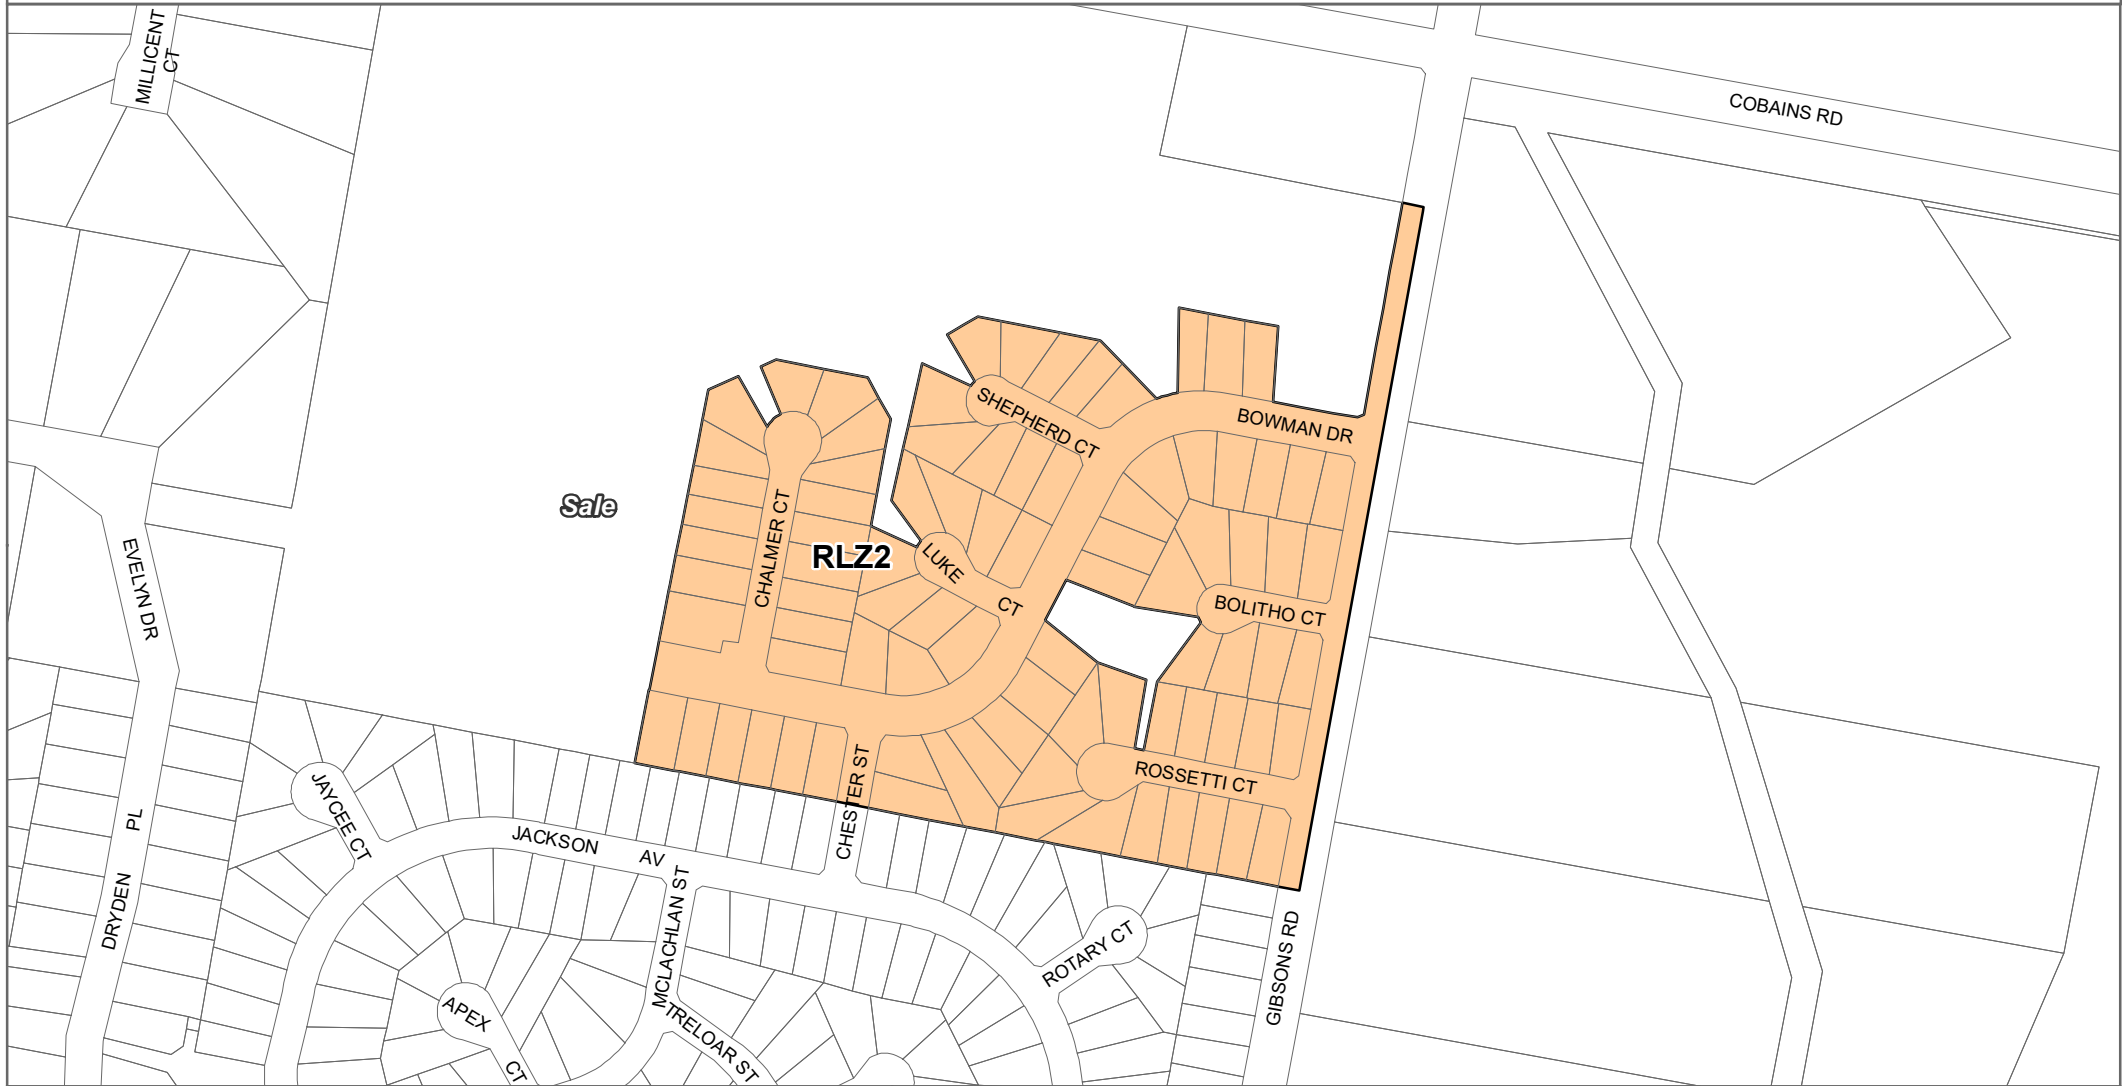 MILLICENT
CT
COBAINS RD
SHEPHERD CT
BOWMAN DR
Sale
CHALMER CT
RLZ2
LUKE
CT
BOLITHO CT
EVELYN DR
ROSSETTI CT
CHESTER ST
JAYCEE CT
JACKSON
AV
DRYDEN
PL
MCLACHLAN ST
ROTARY CT
GIBSONS RD
APEX
CT
TRELOAR ST